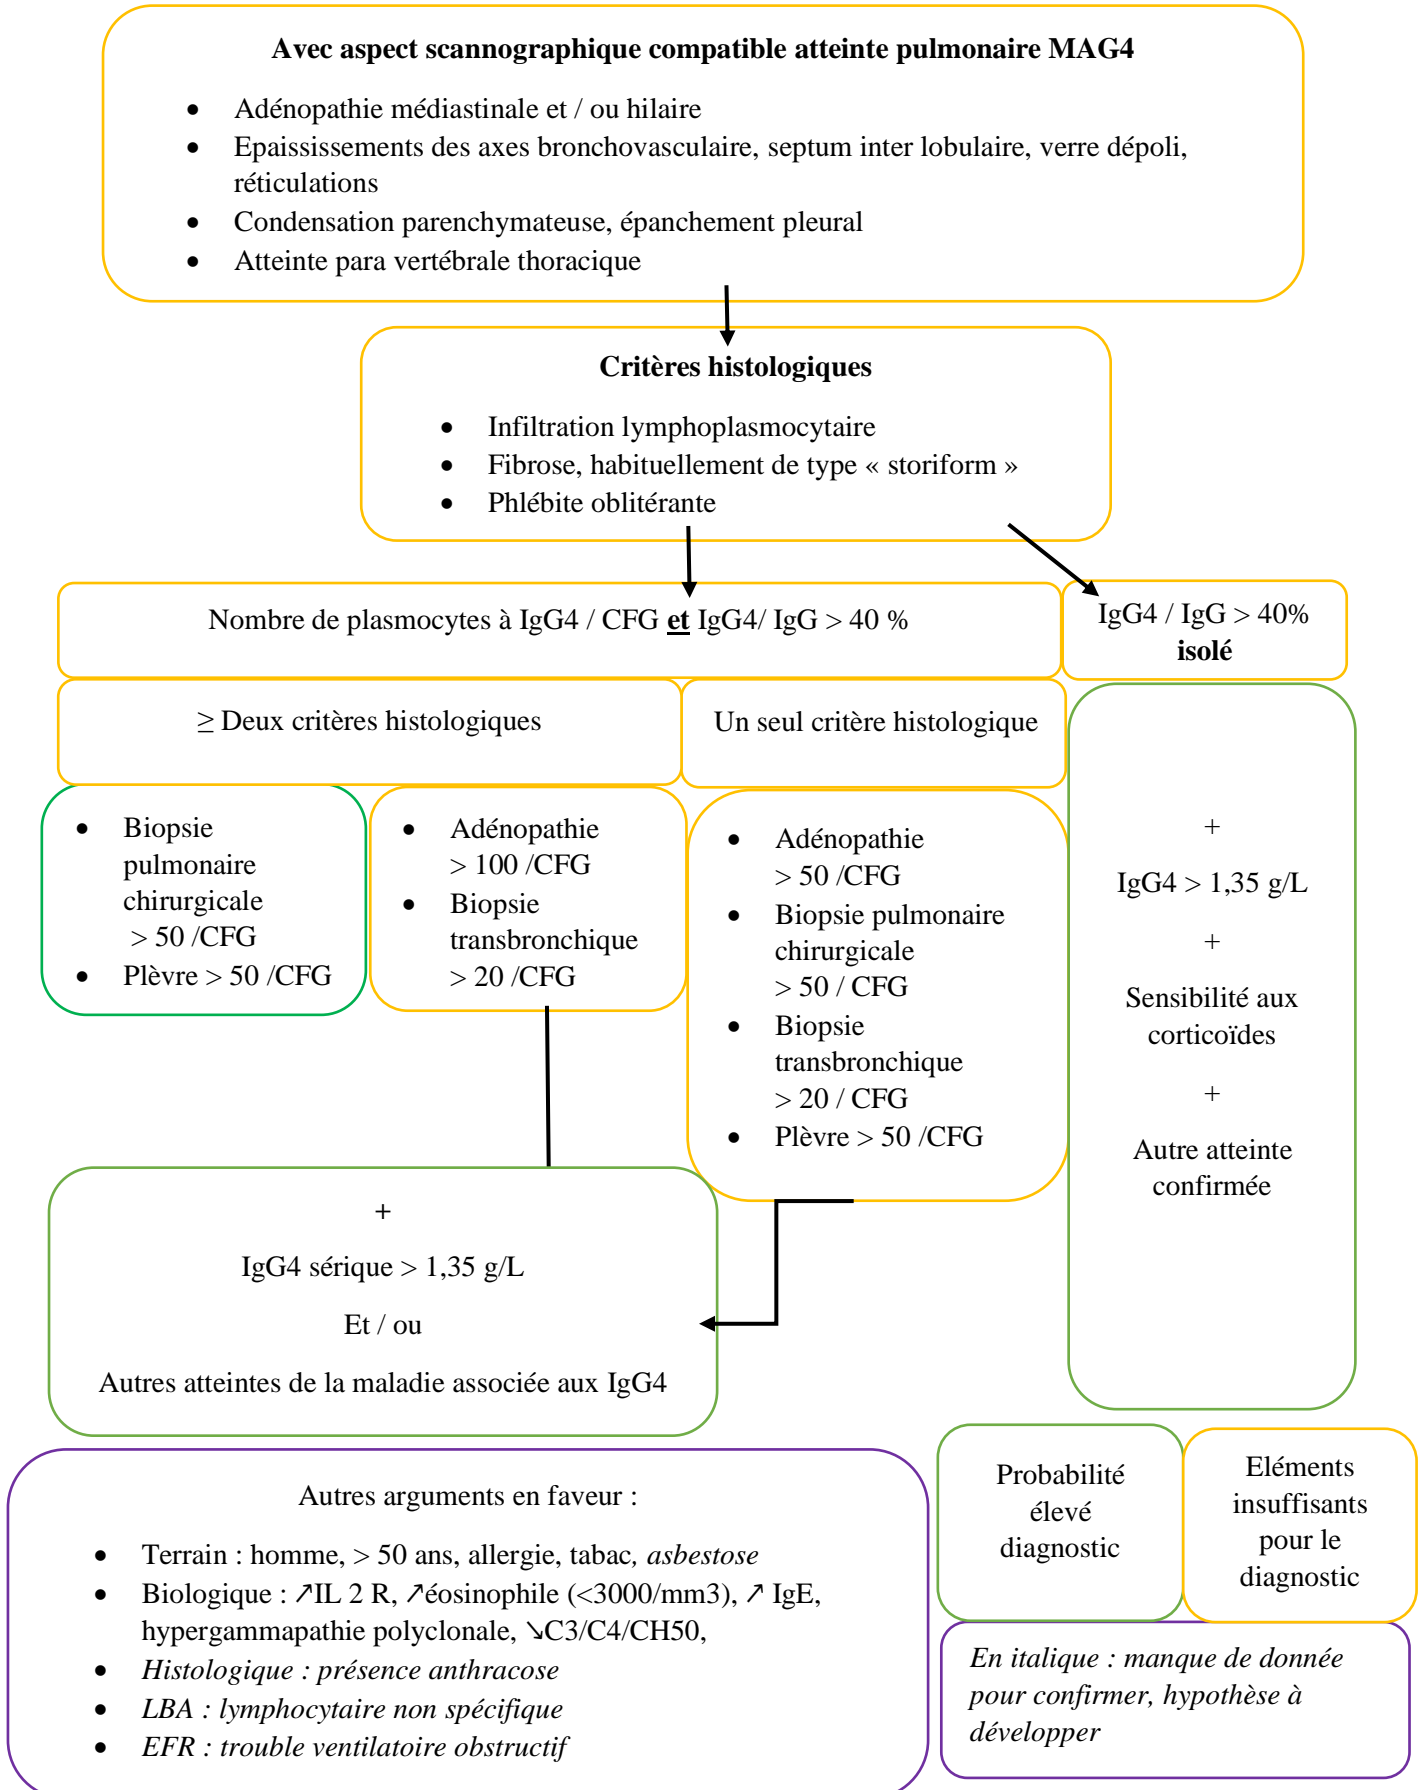 Avec aspect scannographique compatible atteinte pulmonaire MAG4
• Adénopathie médiastinale et / ou hilaire
• Epaississements des axes bronchovasculaire, septum inter lobulaire, verre dépoli,
réticulations
• Condensation parenchymateuse, épanchement pleural
• Atteinte para vertébrale thoracique
Critères histologiques
• Infiltration lymphoplasmocytaire
• Fibrose, habituellement de type « storiform »
• Phlébite oblitérante
Nombre de plasmocytes à IgG4 / CFG et IgG4/ IgG > 40 %
IgG4 / IgG > 40%
isolé
≥ Deux critères histologiques
Un seul critère histologique
• Biopsie
pulmonaire
chirurgicale
> 50 /CFG
• Plèvre > 50 /CFG
• Adénopathie
> 100 /CFG
• Biopsie
transbronchique
> 20 /CFG
• Adénopathie
> 50 /CFG
• Biopsie pulmonaire
chirurgicale
> 50 / CFG
• Biopsie
transbronchique
> 20 / CFG
• Plèvre > 50 /CFG
+
IgG4 > 1,35 g/L
+
Sensibilité aux
corticoïdes
+
Autre atteinte
confirmée
+
IgG4 sérique > 1,35 g/L
Et / ou
Autres atteintes de la maladie associée aux IgG4
Autres arguments en faveur :
• Terrain : homme, > 50 ans, allergie, tabac, asbestose
• Biologique : ↗IL 2 R, ↗éosinophile (<3000/mm3), ↗ IgE,
hypergammapathie polyclonale, ↘C3/C4/CH50,
• Histologique : présence anthracose
• LBA : lymphocytaire non spécifique
• EFR : trouble ventilatoire obstructif
Probabilité
élevé
diagnostic
Eléments
insuffisants
pour le
diagnostic
En italique : manque de donnée
pour confirmer, hypothèse à
développer